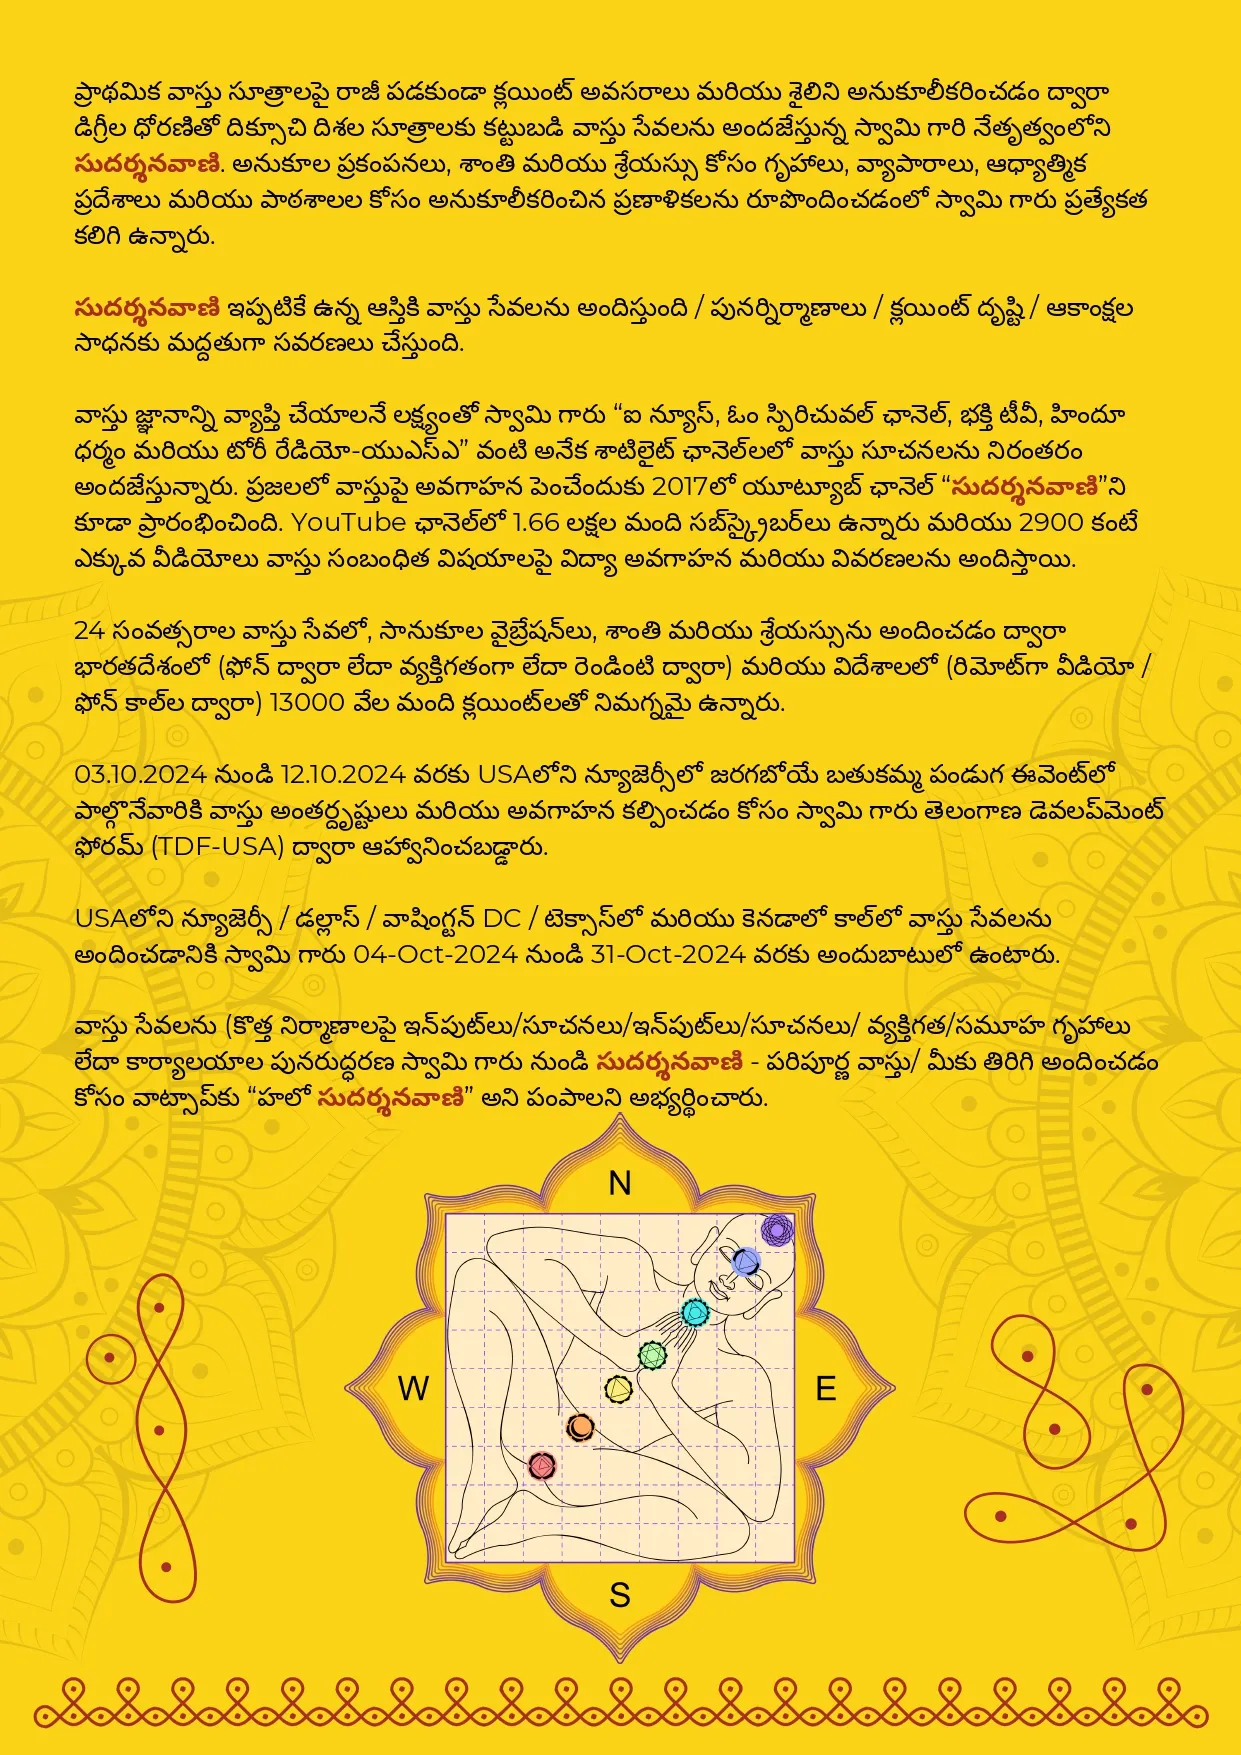 ప్రాథమిక వాస్తు సూత్రాలపై రాజీ పడకుండా క్లయింట్ అవసరాలు మరియు శైలిని అనుకూలీకరించడం ద్వారా
డిగ్రీల ధోరణితో దిక్సూచి దిశల సూత్రాలకు కట్టుబడి వాస్తు సేవలను అందజేస్తున్న స్వామి గారి నేతృత్వంలోని
సుదర్శనవాణి. అనుకూల ప్రకంపనలు, శాంతి మరియు శ్రేయస్సు కోసం గృహాలు, వ్యాపారాలు, ఆధ్యాత్మిక
ప్రదేశాలు మరియు పాఠశాలల కోసం అనుకూలీకరించిన ప్రణాళికలను రూపొందించడంలో స్వామి గారు ప్రత్యేకత
కలిగి ఉన్నారు.
సుదర్శనవాణి ఇప్పటికే ఉన్న ఆస్తికి వాస్తు సేవలను అందిస్తుంది / పునర్నిర్మాణాలు / క్లయింట్ దృష్టి / ఆకాంక్షల
సాధనకు మద్దతుగా సవరణలు చేస్తుంది.
వాస్తు జ్ఞానాన్ని వ్యాప్తి చేయాలనే లక్ష్యంతో స్వామి గారు “ఐ న్యూస్, ఓం స్పిరిచువల్ ఛానెల్, భక్తి టీవీ, హిందూ
ధర్మం మరియు టోరీ రేడియో-యుఎస్ఎ” వంటి అనేక శాటిలైట్ ఛానెల్‌లలో వాస్తు సూచనలను నిరంతరం
అందజేస్తున్నారు. ప్రజలలో వాస్తుపై అవగాహన పెంచేందుకు 2017లో యూట్యూబ్ ఛానెల్ “సుదర్శనవాణి”ని
కూడా ప్రారంభించింది. YouTube ఛానెల్‌లో 1.66 లక్షల మంది సబ్‌స్క్రైబర్‌లు ఉన్నారు మరియు 2900 కంటే
ఎక్కువ వీడియోలు వాస్తు సంబంధిత విషయాలపై విద్యా అవగాహన మరియు వివరణలను అందిస్తాయి.
24 సంవత్సరాల వాస్తు సేవలో, సానుకూల వైబ్రేషన్‌లు, శాంతి మరియు శ్రేయస్సును అందించడం ద్వారా
భారతదేశంలో (ఫోన్ ద్వారా లేదా వ్యక్తిగతంగా లేదా రెండింటి ద్వారా) మరియు విదేశాలలో (రిమోట్‌గా వీడియో /
ఫోన్ కాల్‌ల ద్వారా) 13000 వేల మంది క్లయింట్‌లతో నిమగ్నమై ఉన్నారు.
03.10.2024 నుండి 12.10.2024 వరకు USAలోని న్యూజెర్సీలో జరగబోయే బతుకమ్మ పండుగ ఈవెంట్‌లో
పాల్గొనేవారికి వాస్తు అంతర్దృష్టులు మరియు అవగాహన కల్పించడం కోసం స్వామి గారు తెలంగాణ డెవలప్‌మెంట్
ఫోరమ్ (TDF-USA) ద్వారా ఆహ్వానించబడ్డారు.
USAలోని న్యూజెర్సీ / డల్లాస్ / వాషింగ్టన్ DC / టెక్సాస్‌లో మరియు కెనడాలో కాల్‌లో వాస్తు సేవలను
అందించడానికి స్వామి గారు 04-Oct-2024 నుండి 31-Oct-2024 వరకు అందుబాటులో ఉంటారు.
వాస్తు సేవలను (కొత్త నిర్మాణాలపై ఇన్‌పుట్‌లు/సూచనలు/ఇన్‌పుట్‌లు/సూచనలు/ వ్యక్తిగత/సమూహ గృహాలు
లేదా కార్యాలయాల పునరుద్ధరణ స్వామి గారు నుండి సుదర్శనవాణి - పరిపూర్ణ వాస్తు/ మీకు తిరిగి అందించడం
కోసం వాట్సాప్‌కు “హలో సుదర్శనవాణి” అని పంపాలని అభ్యర్థించారు.
N
W
E
S